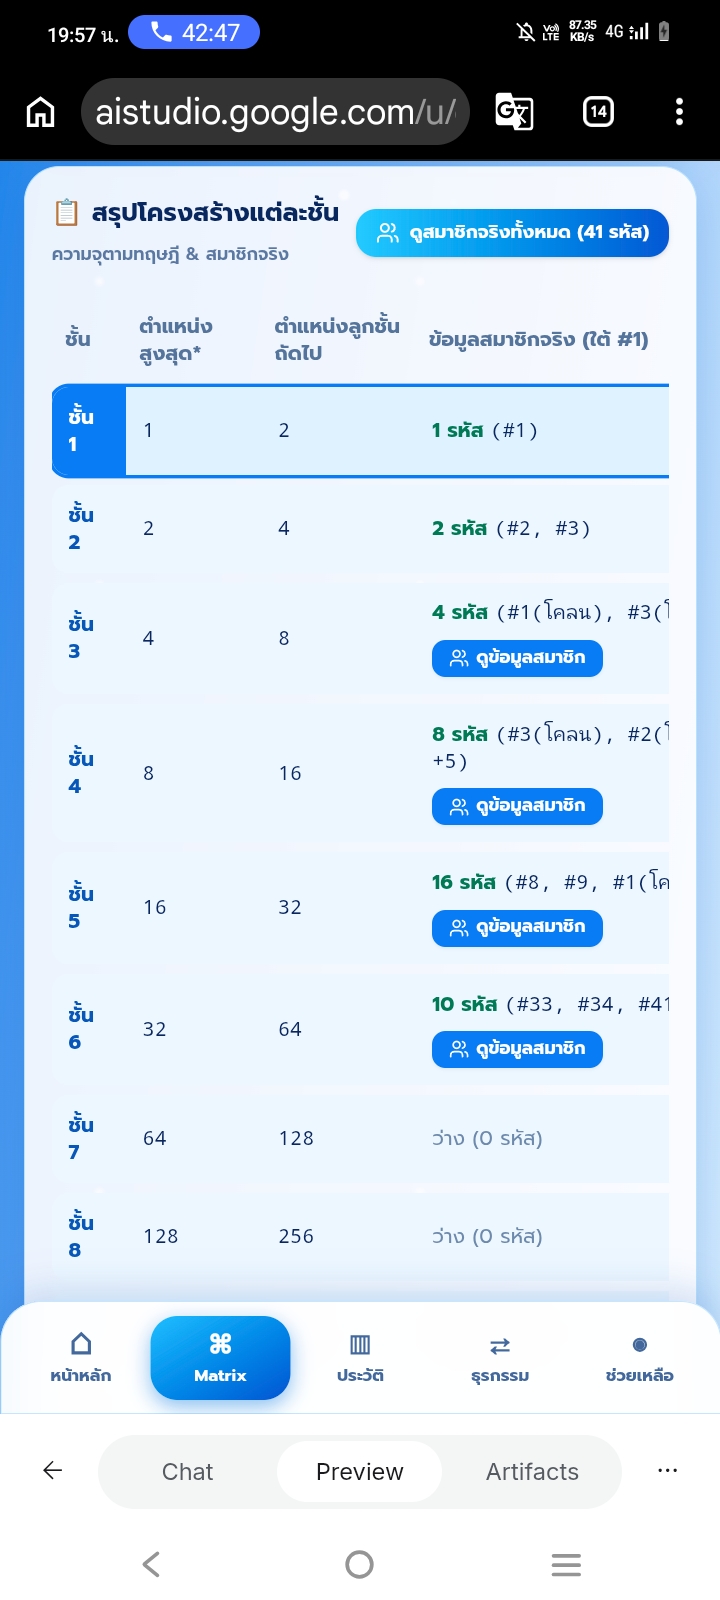 19:57 น. 42:47 Vo) LTE 87.35 KB/s 4G
aistudio.google.com/u/ 14
📋 สรุปโครงสร้างแต่ละชั้น
ความจุตามทฤษฎี & สมาชิกจริง
ดูสมาชิกจริงทั้งหมด (41 รหัส)
ชั้น ตำแหน่งสูงสุด* ตำแหน่งลูกชั้นถัดไป ข้อมูลสมาชิกจริง (ใต้ #1)
ชั้น 1 1 2 1 รหัส (#1)
ชั้น 2 2 4 2 รหัส (#2, #3)
ชั้น 3 4 8 4 รหัส (#1(โคลน), #3(โ
ดูข้อมูลสมาชิก
ชั้น 4 8 16 8 รหัส (#3(โคลน), #2(โ
+5)
ดูข้อมูลสมาชิก
ชั้น 5 16 32 16 รหัส (#8, #9, #1(โค
ดูข้อมูลสมาชิก
ชั้น 6 32 64 10 รหัส (#33, #34, #41
ดูข้อมูลสมาชิก
ชั้น 7 64 128 ว่าง (0 รหัส)
ชั้น 8 128 256 ว่าง (0 รหัส)
หน้าหลัก Matrix ประวัติ ธุรกรรม ช่วยเหลือ
Chat Preview Artifacts